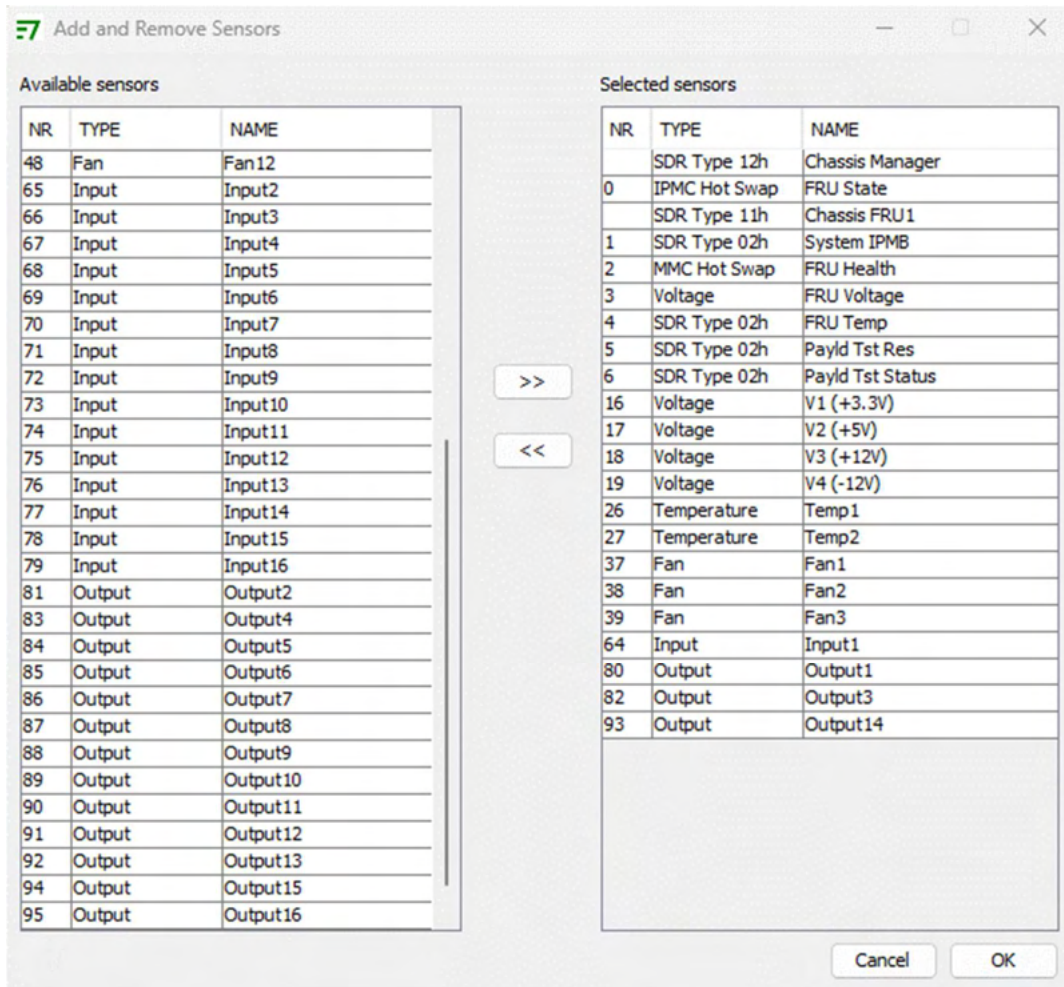 Add and Remove Sensors
Available sensors
NR TYPE NAME
48 Fan Fan12
65 Input Input2
66 Input Input3
67 Input Input4
68 Input Input5
69 Input Input6
70 Input Input7
71 Input Input8
72 Input Input9
73 Input Input10
74 Input Input11
75 Input Input12
76 Input Input13
77 Input Input14
78 Input Input15
79 Input Input16
81 Output Output2
83 Output Output4
84 Output Output5
85 Output Output6
86 Output Output7
87 Output Output8
88 Output Output9
89 Output Output10
90 Output Output11
91 Output Output12
92 Output Output13
94 Output Output15
95 Output Output16
>>
<<
Selected sensors
NR TYPE NAME
SDR Type 12h Chassis Manager
0 IPMC Hot Swap FRU State
SDR Type 11h Chassis FRU1
1 SDR Type 02h System IPMB
2 MMC Hot Swap FRU Health
3 Voltage FRU Voltage
4 SDR Type 02h FRU Temp
5 SDR Type 02h Payld Tst Res
6 SDR Type 02h Payld Tst Status
16 Voltage V1 (+3.3V)
17 Voltage V2 (+5V)
18 Voltage V3 (+12V)
19 Voltage V4 (-12V)
26 Temperature Temp1
27 Temperature Temp2
37 Fan Fan1
38 Fan Fan2
39 Fan Fan3
64 Input Input1
80 Output Output1
82 Output Output3
93 Output Output14
Cancel OK